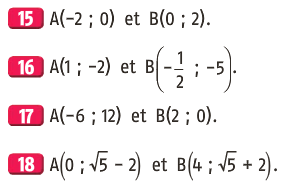 15 A(−2 ; 0) et B(0 ; 2).
16 A(1 ; −2) et B(−1/2 ; −5).
17 A(−6 ; 12) et B(2 ; 0).
18 A(0 ; √5 − 2) et B(4 ; √5 + 2).